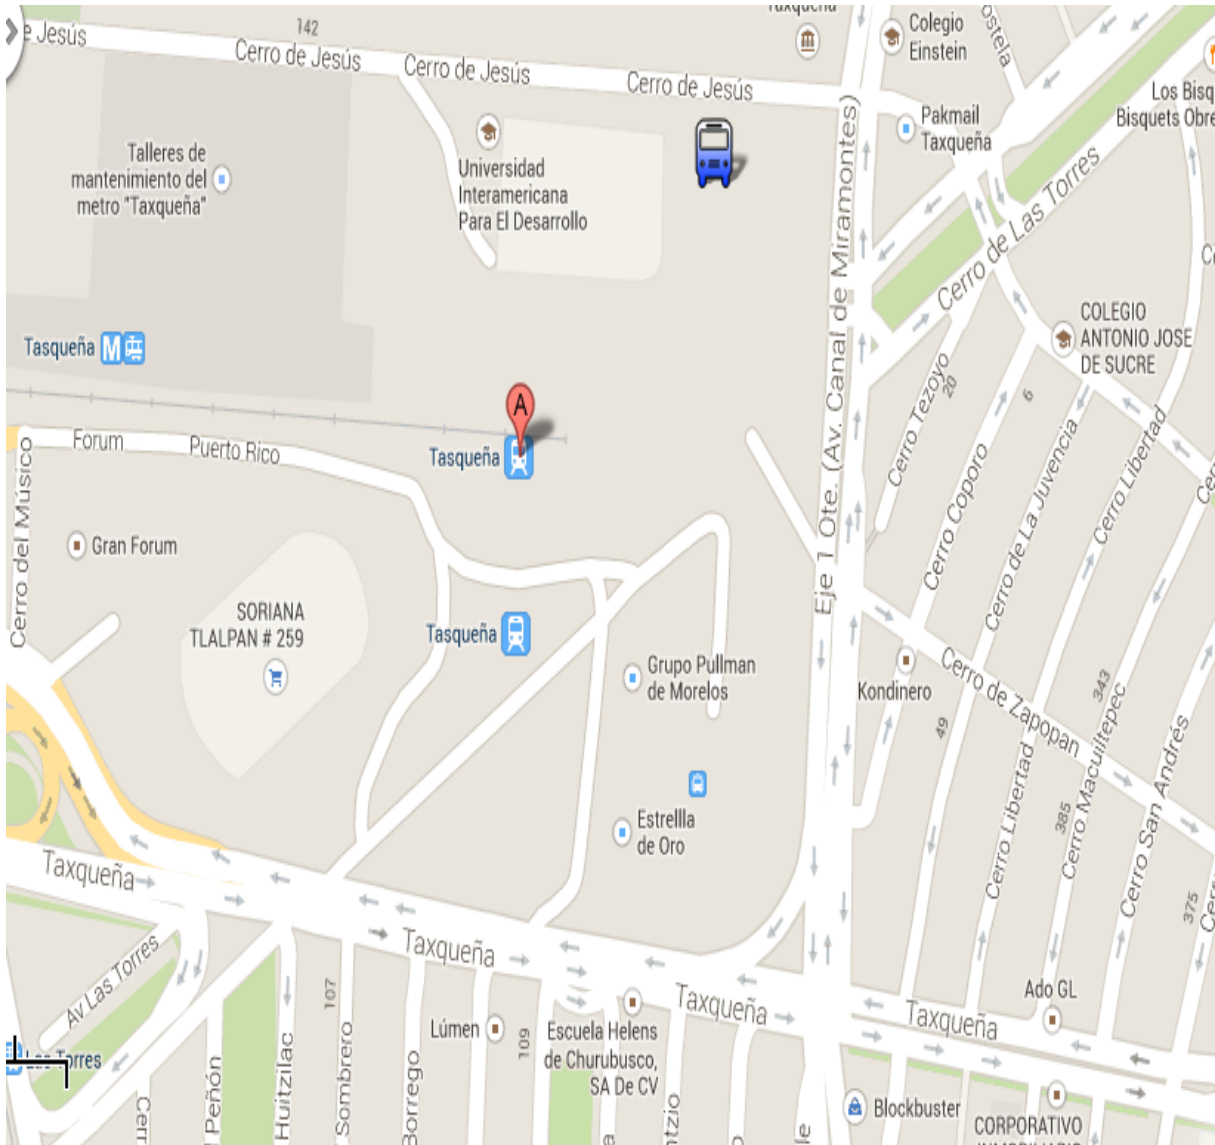 Taxqueña
142
e Jesús
Cerro de Jesús
Cerro de Jesús
Cerro de Jesús
Colegio
Einstein
ostela
Los Bisq
Bisquets Obre
Pakmail
Taxqueña
Talleres de
mantenimiento del
metro "Taxqueña"
Universidad
Interamericana
Para El Desarrollo
Cerro de Las Torres
Eje 1 Ote. (Av. Canal de Miramontes)
COLEGIO
ANTONIO JOSE
DE SUCRE
Tasqueña M
A
Tasqueña
Forum
Puerto Rico
Cerro del Músico
Gran Forum
Cerro Tezoyo
20
6
Cerro Coporo
Cerro de La Juvencia
Cerro Libertad
SORIANA
TLALPAN # 259
Tasqueña
Grupo Pullman
de Morelos
Kondinero
Cerro de Zapopan
49
343
Cerro Macuiltepec
385
Cerro Libertad
Cerro San Andrés
375
Estrellla
de Oro
Taxqueña
Taxqueña
Taxqueña
Taxqueña
Av Las Torres
Las Torres
107
109
Lúmen
Escuela Helens
de Churubusco,
SA De CV
Ado GL
Peñón
Huitzilac
Sombrero
Borrego
ntzio
Blockbuster
CORPORATIVO